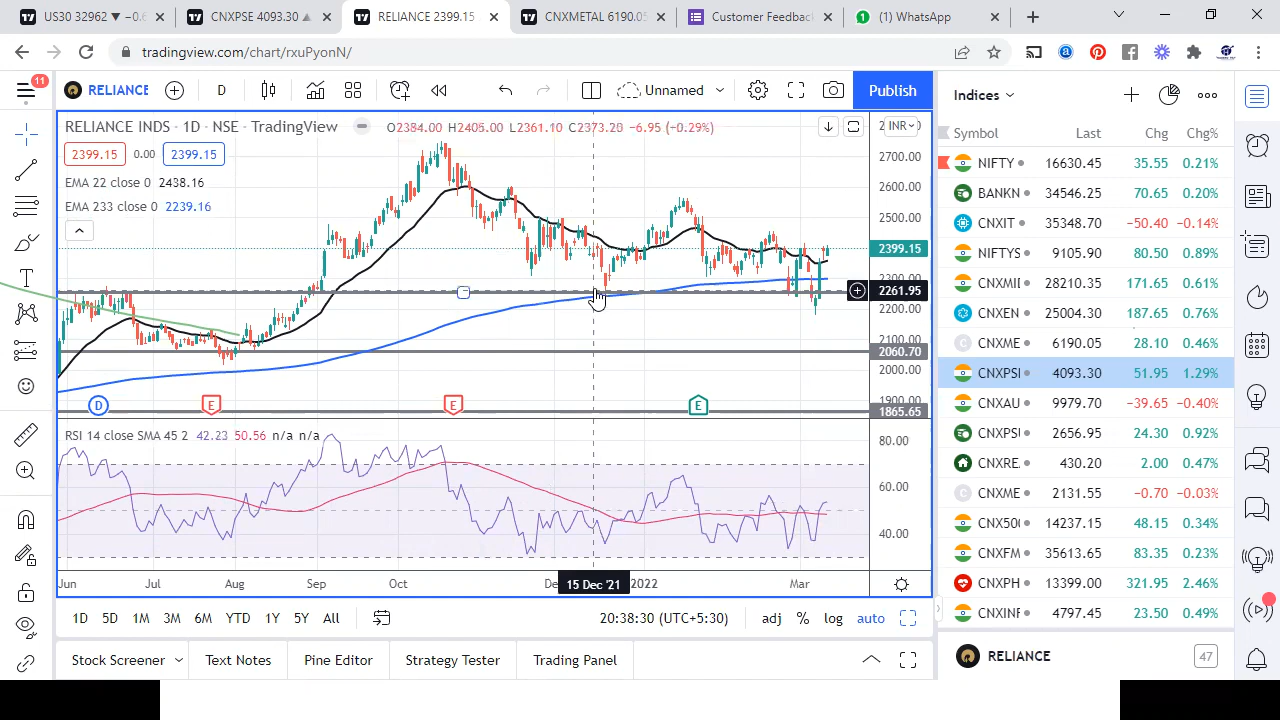 US30 32962 ▼ −0.6
CNXPSE 4093.30 ▲
RELIANCE 2399.15
CNXMETAL 6190.05
Customer Feedback
(1) WhatsApp
tradingview.com/chart/rxuPyonN/
11
RELIANCE
D
Unnamed
Publish
RELIANCE INDS · 1D · NSE · TradingView
O2384.00 H2405.00 L2361.10 C2373.20 −6.95 (−0.29%)
INR
2399.15 0.00 2399.15
EMA 22 close 0 2438.16
EMA 233 close 0 2239.16
2700.00
2600.00
2500.00
2399.15
2300.00
2261.95
2200.00
2100.00
2060.70
2000.00
1900.00
1865.65
D E E E
RSI 14 close SMA 45 2 42.23 50.56 n/a n/a
80.00
60.00
40.00
Jun Jul Aug Sep Oct 15 Dec '21 2022 Mar
1D 5D 1M 3M 6M YTD 1Y 5Y All
20:38:30 (UTC+5:30)
adj % log auto
Stock Screener Text Notes Pine Editor Strategy Tester Trading Panel
Indices
Symbol Last Chg Chg%
NIFTY 16630.45 35.55 0.21%
BANKN 34546.25 70.65 0.20%
CNXIT 35348.70 −50.40 −0.14%
NIFTYS 9105.90 80.50 0.89%
CNXMI 28210.35 171.65 0.61%
CNXEN 25004.30 187.65 0.76%
C CNXME 6190.05 28.10 0.46%
CNXPSI 4093.30 51.95 1.29%
CNXAU 9979.70 −39.65 −0.40%
CNXPSU 2656.95 24.30 0.92%
CNXRE 430.20 2.00 0.47%
C CNXME 2131.55 −0.70 −0.03%
CNX500 14237.15 48.15 0.34%
CNXFM 35613.65 83.35 0.23%
CNXPH 13399.00 321.95 2.46%
CNXINF 4797.45 23.50 0.49%
RELIANCE 47